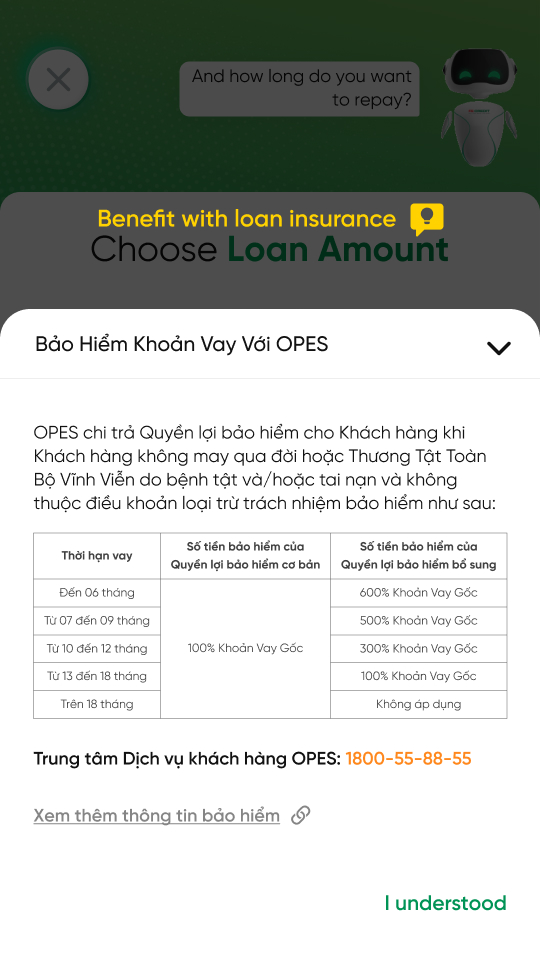 And how long do you want
to repay?
Benefit with loan insurance
Choose Loan Amount
Bảo Hiểm Khoản Vay Với OPES
OPES chi trả Quyền lợi bảo hiểm cho Khách hàng khi
Khách hàng không may qua đời hoặc Thương Tật Toàn
Bộ Vĩnh Viễn do bệnh tật và/hoặc tai nạn và không
thuộc điều khoản loại trừ trách nhiệm bảo hiểm như sau:
Thời hạn vay
Số tiền bảo hiểm của
Quyền lợi bảo hiểm cơ bản
Số tiền bảo hiểm của
Quyền lợi bảo hiểm bổ sung
Đến 06 tháng
600% Khoản Vay Gốc
Từ 07 đến 09 tháng
500% Khoản Vay Gốc
Từ 10 đến 12 tháng
100% Khoản Vay Gốc
300% Khoản Vay Gốc
Từ 13 đến 18 tháng
100% Khoản Vay Gốc
Trên 18 tháng
Không áp dụng
Trung tâm Dịch vụ khách hàng OPES: 1800-55-88-55
Xem thêm thông tin bảo hiểm
I understood